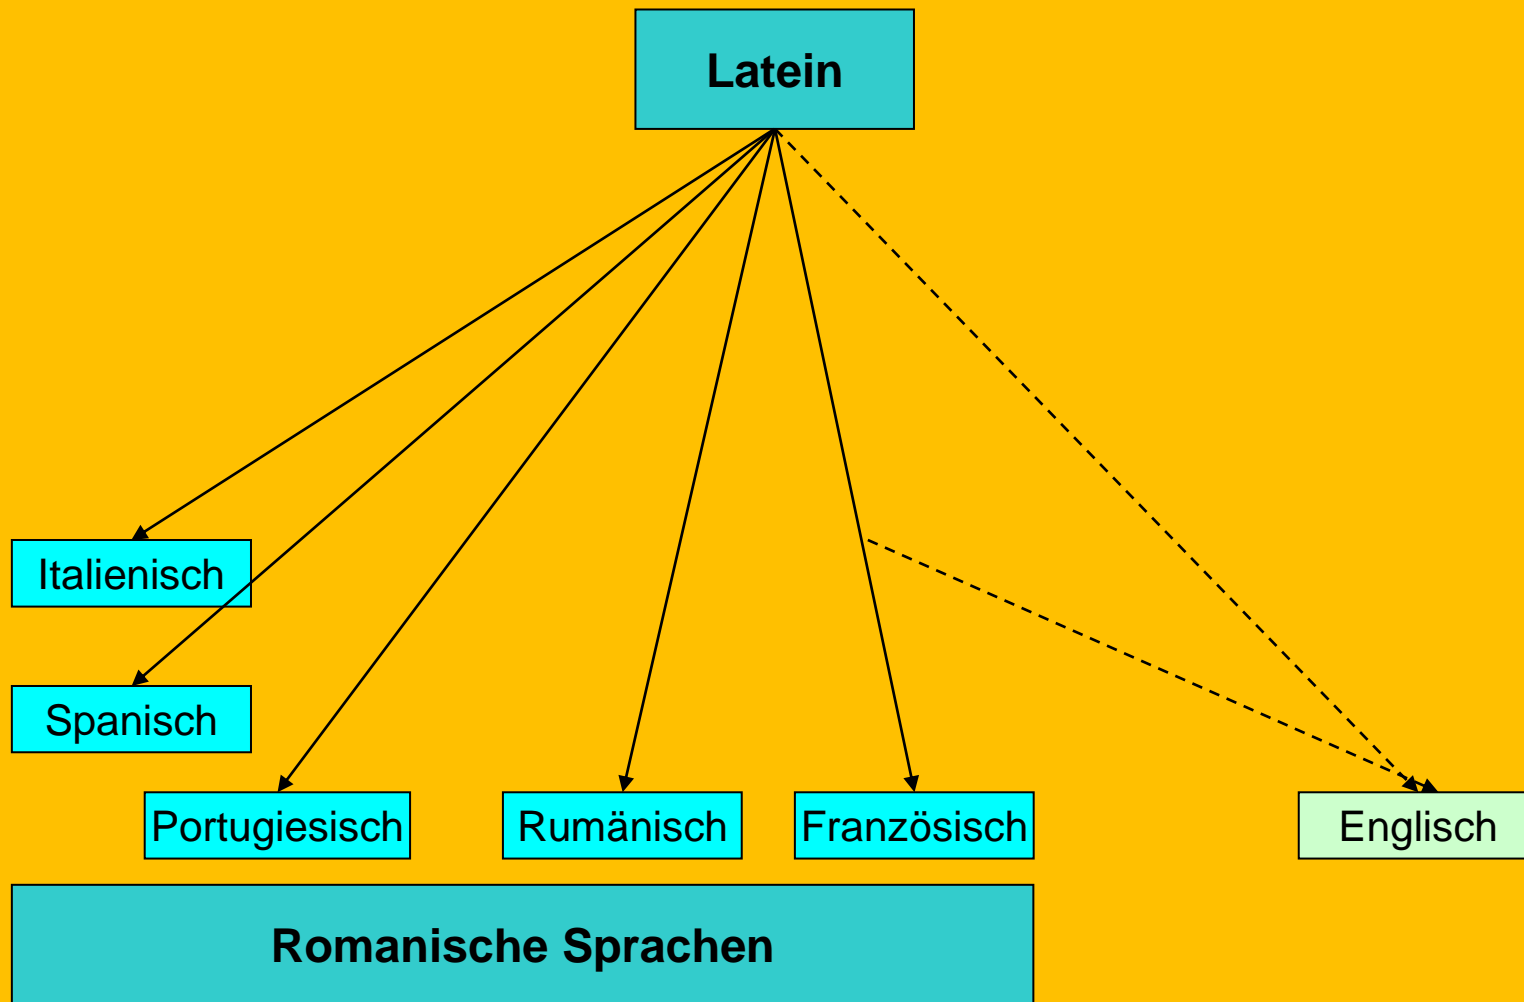 Latein
Italienisch
Spanisch
Portugiesisch
Rumänisch
Französisch
Englisch
Romanische Sprachen